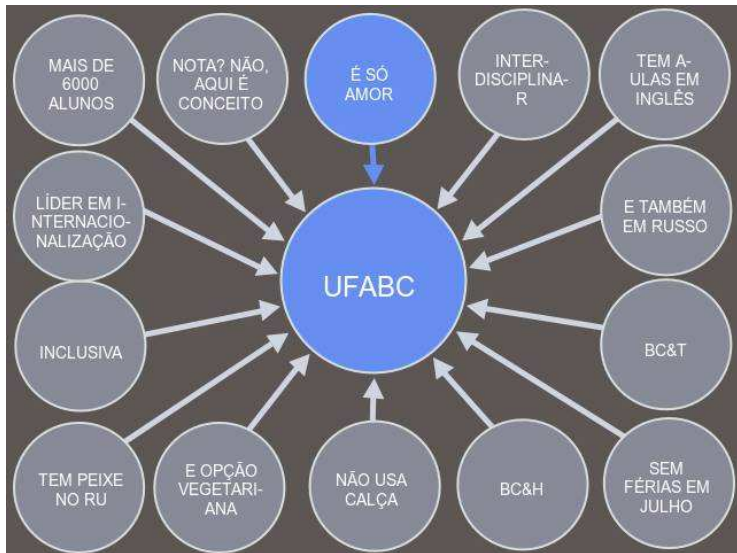 MAIS DE
6000
ALUNOS
NOTA? NÃO,
AQUI É
CONCEITO
É SÓ
AMOR
INTER-
DISCIPLINA-
R
TEM A-
ULAS EM
INGLÊS
LÍDER EM I-
NTERNACIO-
NALIZAÇÃO
E TAMBÉM
EM RUSSO
UFABC
INCLUSIVA
BC&T
TEM PEIXE
NO RU
E OPÇÃO
VEGETARI-
ANA
NÃO USA
CALÇA
BC&H
SEM
FÉRIAS EM
JULHO